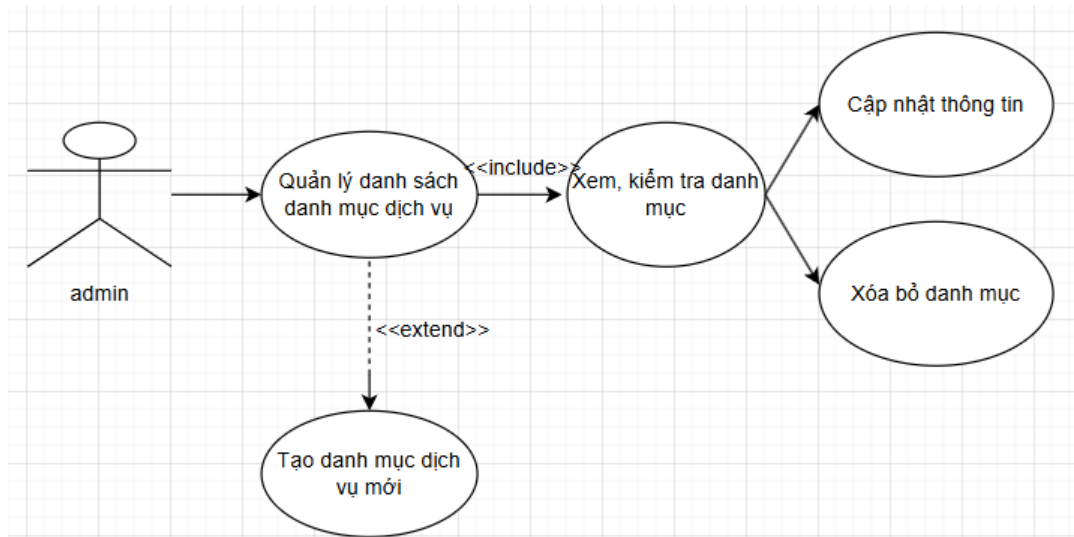 admin
Quản lý danh sách
danh mục dịch vụ
<<include>>
Xem, kiểm tra danh
mục
Cập nhật thông tin
Xóa bỏ danh mục
<<extend>>
Tạo danh mục dịch
vụ mới